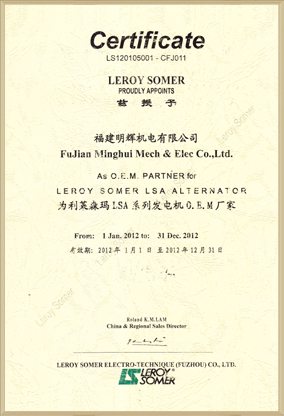 Certificate
LS120105001 - CFJ011
LEROY SOMER
PROUDLY APPOINTS
兹授予
福建明辉机电有限公司
FuJian Minghui Mech & Elec Co.,Ltd.
As O.E.M. PARTNER for
LEROY SOMER LSA ALTERNATOR
为利莱森玛LSA系列发电机O.E.M厂家
From: 1 Jan. 2012 to: 31 Dec. 2012
有效期: 2012年1月1日 至 2012年12月31日
Roland K.M.LAM
China & Regional Sales Director
LEROY SOMER ELECTRO-TECHNIQUE (FUZHOU) CO., LTD.
LS LEROY
SOMER